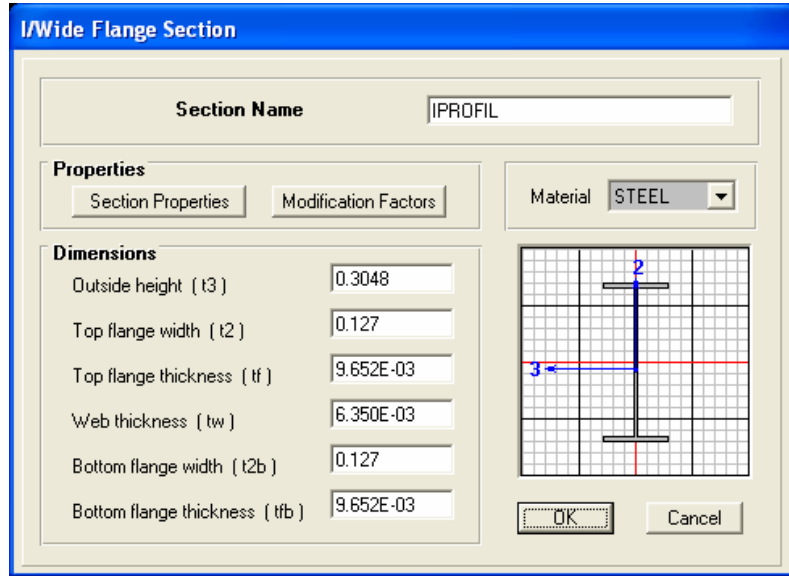 I/Wide Flange Section
Section Name IPROFIL
Properties
Section Properties Modification Factors
Material STEEL
Dimensions
Outside height ( t3 ) 0.3048
Top flange width ( t2 ) 0.127
Top flange thickness ( tf ) 9.652E-03
Web thickness ( tw ) 6.350E-03
Bottom flange width ( t2b ) 0.127
Bottom flange thickness ( tfb ) 9.652E-03
2
3
OK Cancel